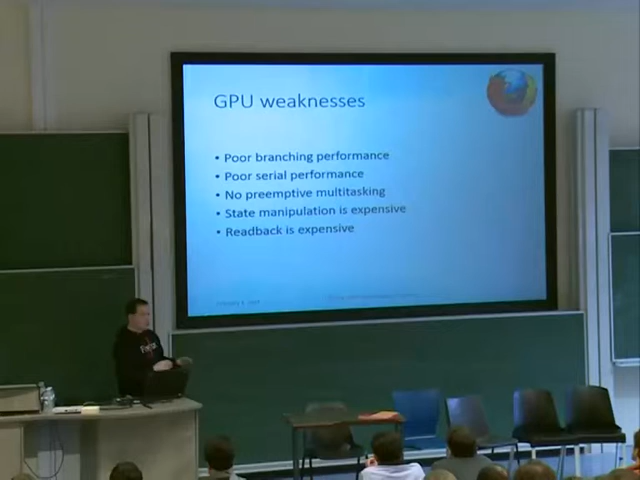 GPU weaknesses
• Poor branching performance
• Poor serial performance
• No preemptive multitasking
• State manipulation is expensive
• Readback is expensive